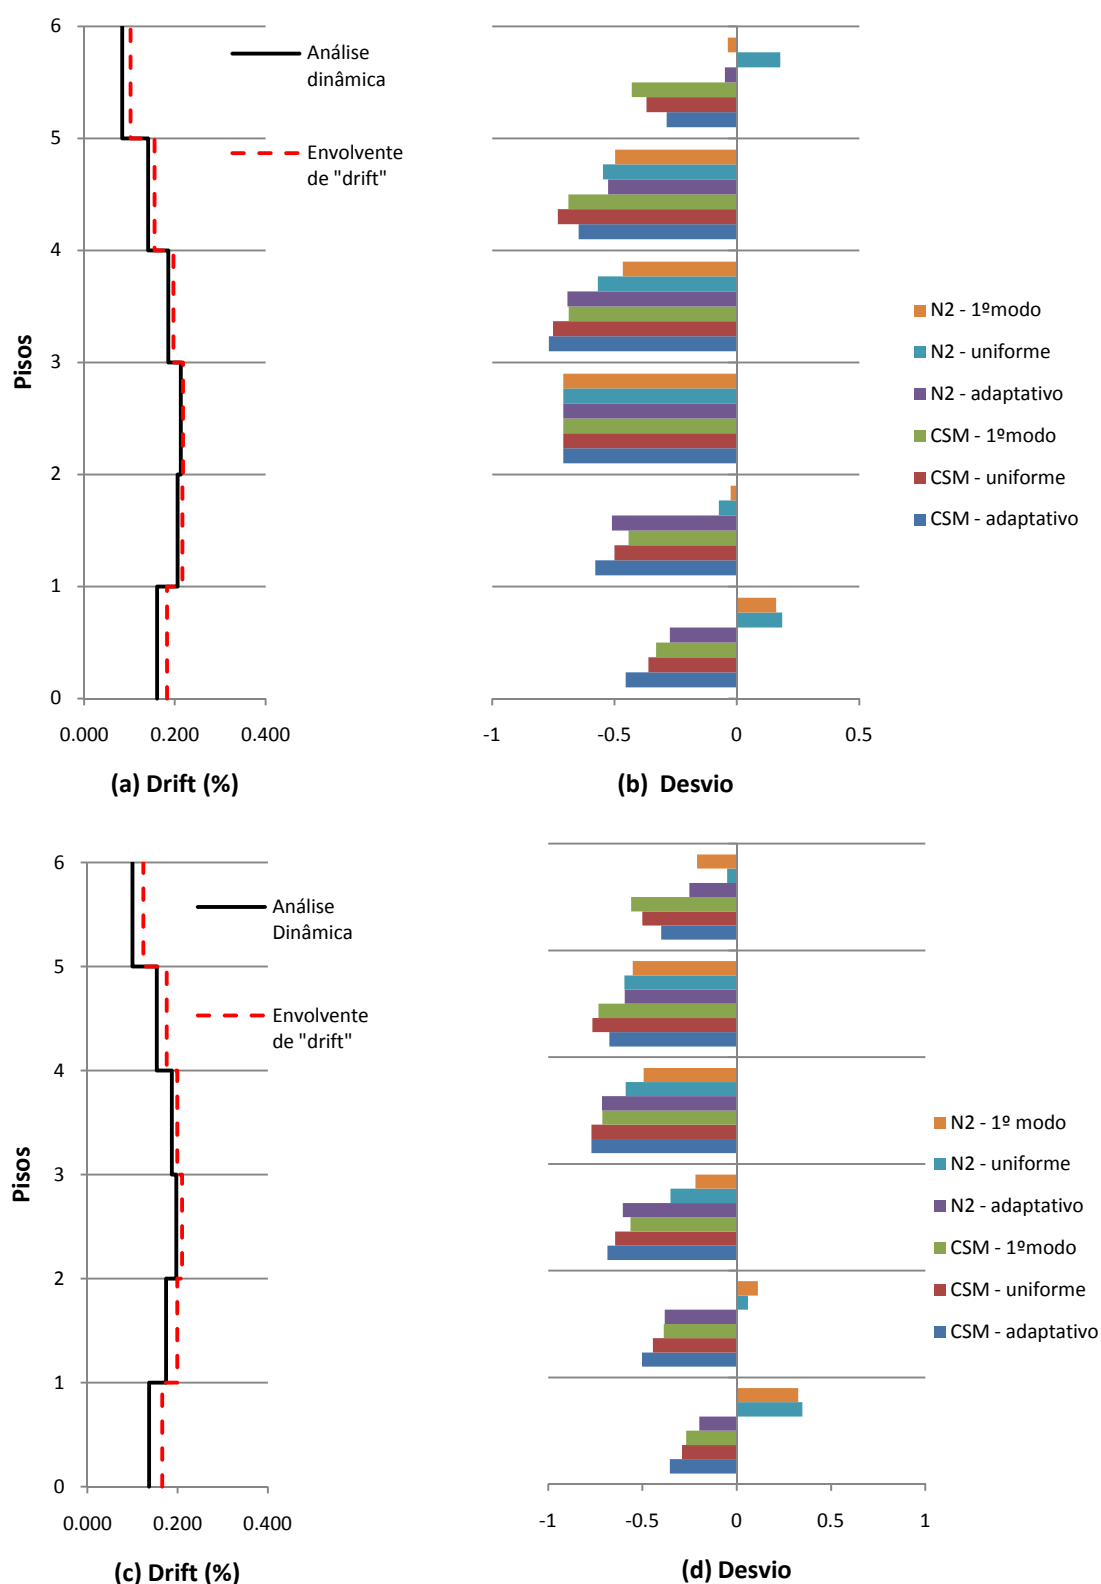 6
5
4
3
2
1
0
Pisos
0.000
0.200
0.400
(a) Drift (%)
Análise
dinâmica
Envolvente
de "drift"
-1
-0.5
0
0.5
(b) Desvio
N2 - 1ºmodo
N2 - uniforme
N2 - adaptativo
CSM - 1ºmodo
CSM - uniforme
CSM - adaptativo
6
5
4
3
2
1
0
Pisos
0.000
0.200
0.400
(c) Drift (%)
Análise
Dinâmica
Envolvente
de "drift"
-1
-0.5
0
0.5
1
(d) Desvio
N2 - 1º modo
N2 - uniforme
N2 - adaptativo
CSM - 1ºmodo
CSM - uniforme
CSM - adaptativo